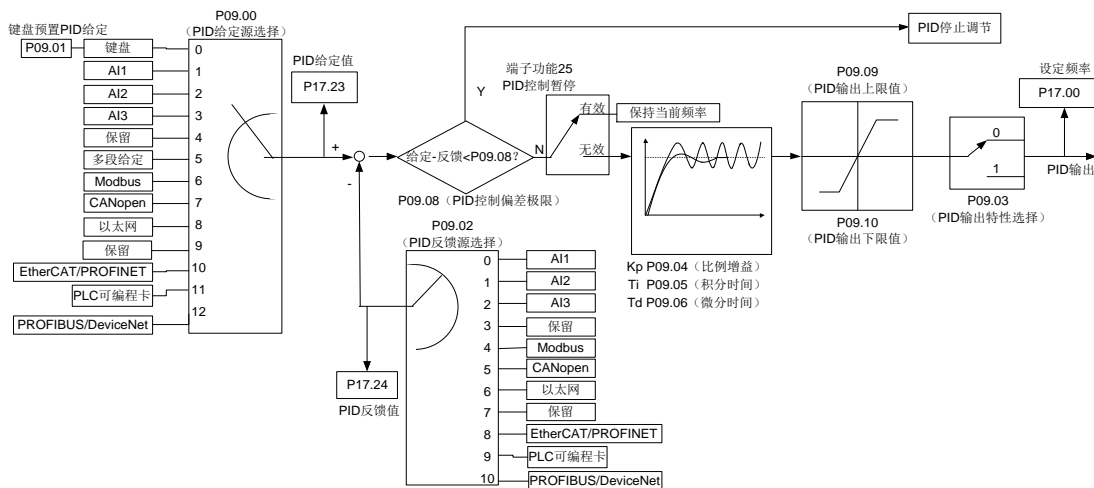 键盘预置PID给定
P09.01
键盘
AI1
AI2
AI3
保留
多段给定
Modbus
CANopen
以太网
保留
EtherCAT/PROFINET
PLC可编程卡
PROFIBUS/DeviceNet
P09.00
（PID给定源选择）
0
1
2
3
4
5
6
7
8
9
10
11
12
PID给定值
P17.23
+
-
给定-反馈<P09.08？
P09.08（PID控制偏差极限）
Y
N
PID停止调节
端子功能25
PID控制暂停
有效
无效
保持当前频率
Kp P09.04（比例增益）
Ti P09.05（积分时间）
Td P09.06（微分时间）
P09.09
（PID输出上限值）
P09.10
（PID输出下限值）
0
1
P09.03
（PID输出特性选择）
设定频率
P17.00
PID输出
P17.24
PID反馈值
P09.02
（PID反馈源选择）
0
AI1
1
AI2
2
AI3
3
保留
4
Modbus
5
CANopen
6
以太网
7
保留
8
EtherCAT/PROFINET
9
PLC可编程卡
10
PROFIBUS/DeviceNet